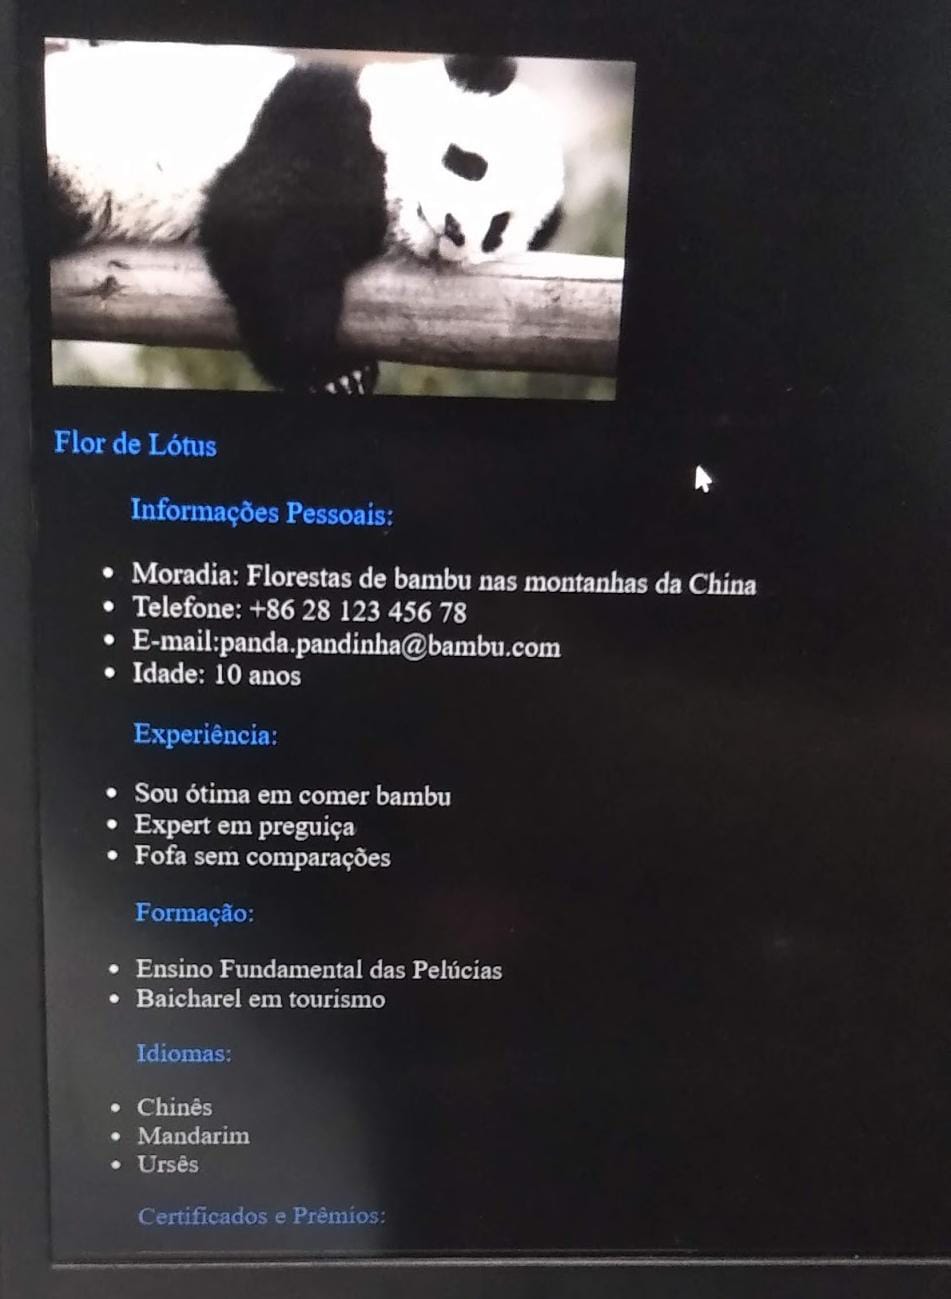 Flor de Lótus
Informações Pessoais:
Moradia: Florestas de bambu nas montanhas da China
Telefone: +86 28 123 456 78
E-mail:panda.pandinha@bambu.com
Idade: 10 anos
Experiência:
Sou ótima em comer bambu
Expert em preguiça
Fofa sem comparações
Formação:
Ensino Fundamental das Pelúcias
Baicharel em tourismo
Idiomas:
Chinês
Mandarim
Ursês
Certificados e Prêmios: